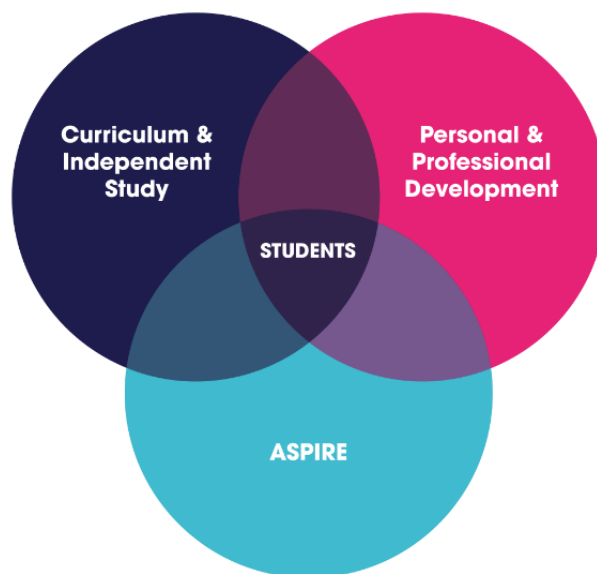 Curriculum &
Independent
Study
Personal &
Professional
Development
STUDENTS
ASPIRE